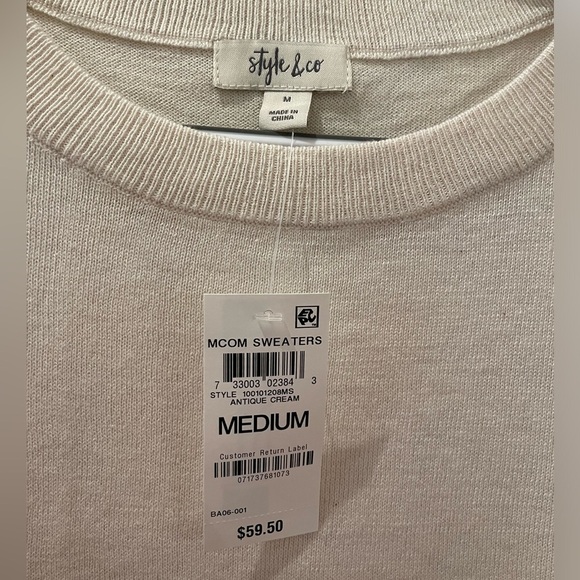 style & co
M
MADE IN
CHINA
MCOM SWEATERS
7 33003 02384 3
STYLE 100101208MS
ANTIQUE CREAM
MEDIUM
Customer Return Label
071737681073
BA06-001
$59.50